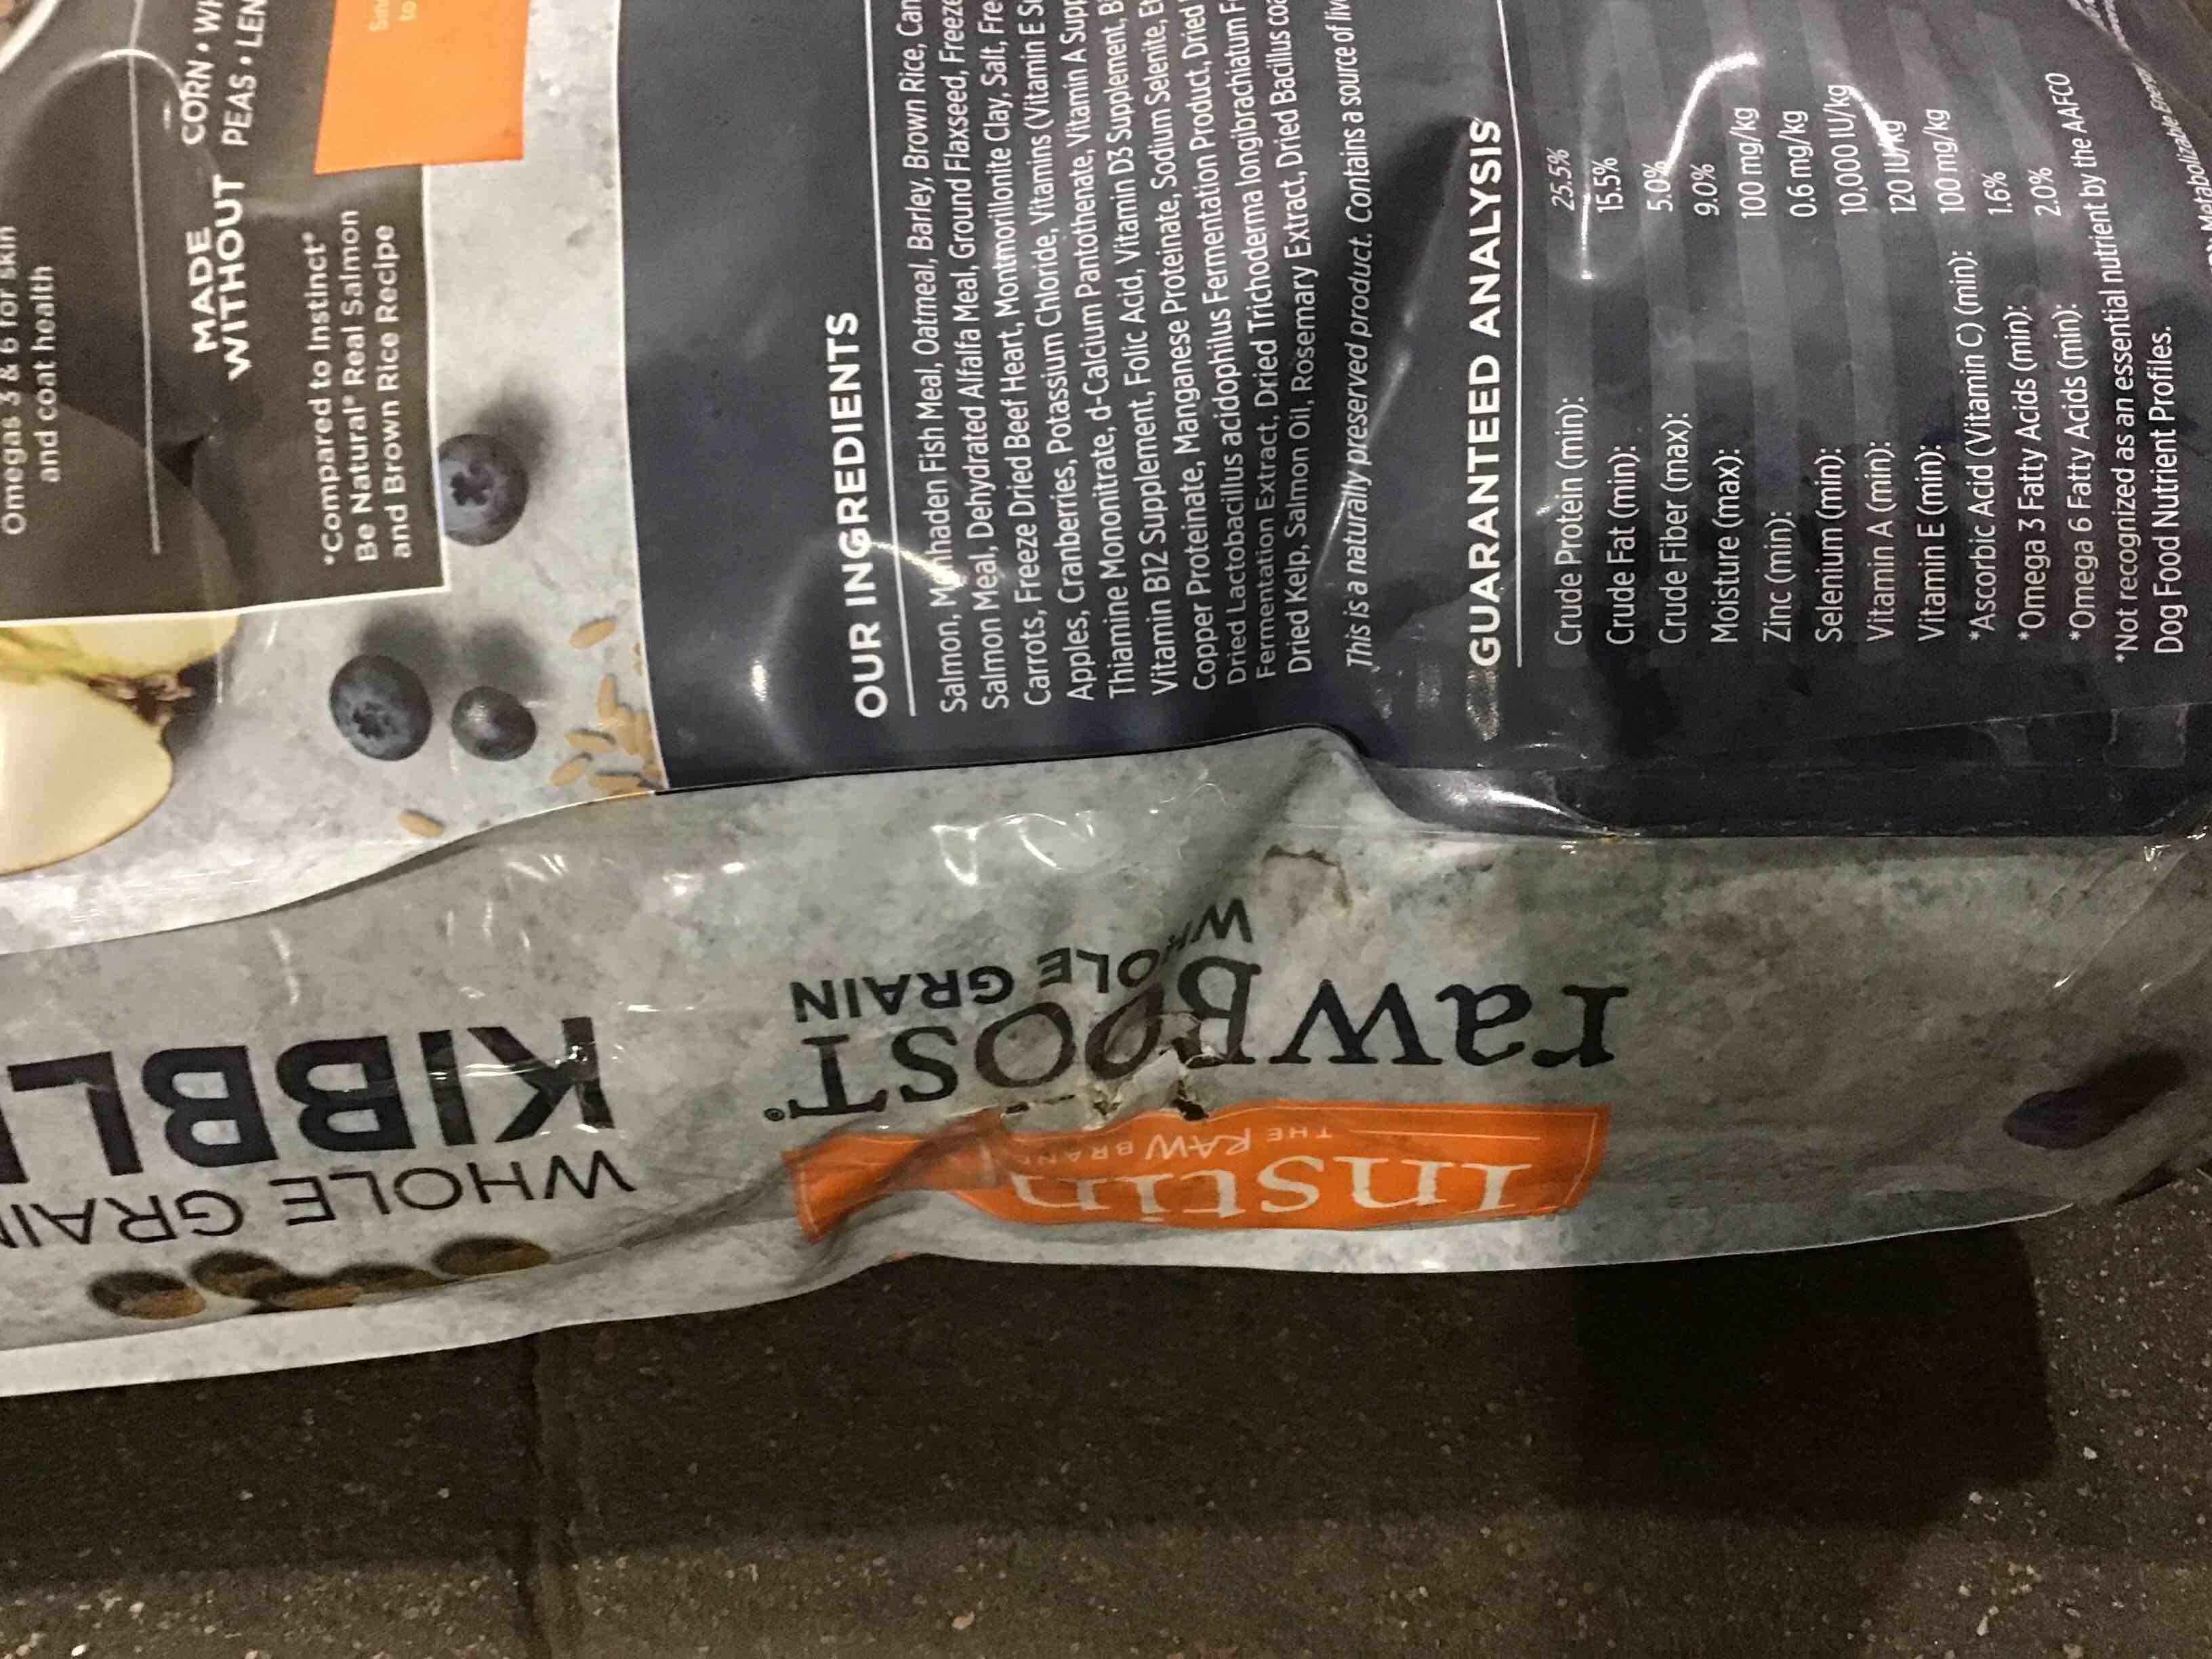 Omegas 3 & 6 for skin
and coat health
MADE
WITHOUT
CORN •
PEAS •
*Compared to Instinct®
Be Natural® Real Salmon
and Brown Rice Recipe
OUR INGREDIENTS
Salmon, Menhaden Fish Meal, Oatmeal, Barley, Brown Rice,
Salmon Meal, Dehydrated Alfalfa Meal, Ground Flaxseed,
Carrots, Freeze Dried Beef Heart, Montmorillonite Clay, Salt,
Apples, Cranberries, Potassium Chloride, Vitamins (Vitamin E
Thiamine Mononitrate, d-Calcium Pantothenate, Vitamin A
Vitamin B12 Supplement, Folic Acid, Vitamin D3 Supplement,
Copper Proteinate, Manganese Proteinate, Sodium Selenite,
Dried Lactobacillus acidophilus Fermentation Product, Dried
Fermentation Extract, Dried Trichoderma longibrachiatum
Dried Kelp, Salmon Oil, Rosemary Extract, Dried Bacillus
This is a naturally preserved product. Contains a source of
GUARANTEED ANALYSIS
Crude Protein (min): 25.5%
Crude Fat (min): 15.5%
Crude Fiber (max): 5.0%
Moisture (max): 9.0%
Zinc (min): 100 mg/kg
Selenium (min): 0.6 mg/kg
Vitamin A (min): 10,000 IU/kg
Vitamin E (min): 120 IU/kg
*Ascorbic Acid (Vitamin C) (min): 100 mg/kg
*Omega 3 Fatty Acids (min): 1.6%
*Omega 6 Fatty Acids (min): 2.0%
*Not recognized as an essential nutrient by the AAFCO
Dog Food Nutrient Profiles.
Metabolizable
Instin
THE RAW BRAND
raw BOOST®
WHOLE GRAIN
WHOLE GRAIN
KIBBL